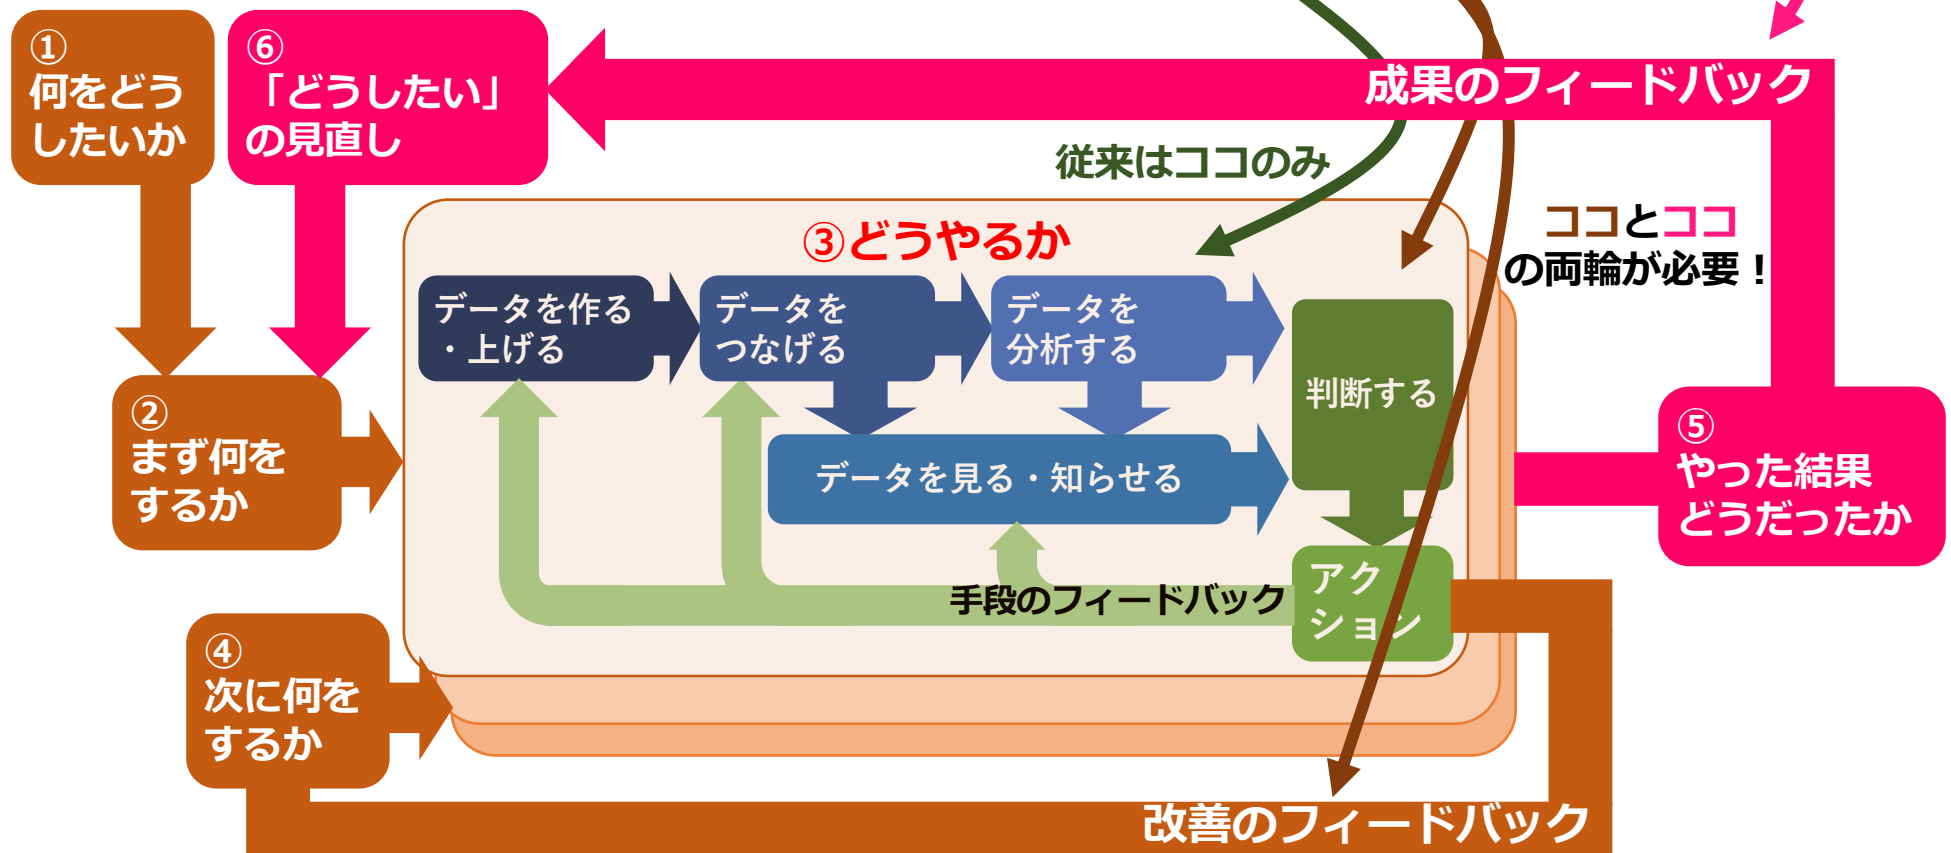 ①
何をどう
したいか
⑥
「どうしたい」
の見直し
成果のフィードバック
従来はココのみ
ココとココ
の両輪が必要！
③どうやるか
データを作る
・上げる
データを
つなげる
データを
分析する
判断する
②
まず何を
するか
データを見る・知らせる
⑤
やった結果
どうだったか
手段のフィードバック
アク
ション
④
次に何を
するか
改善のフィードバック